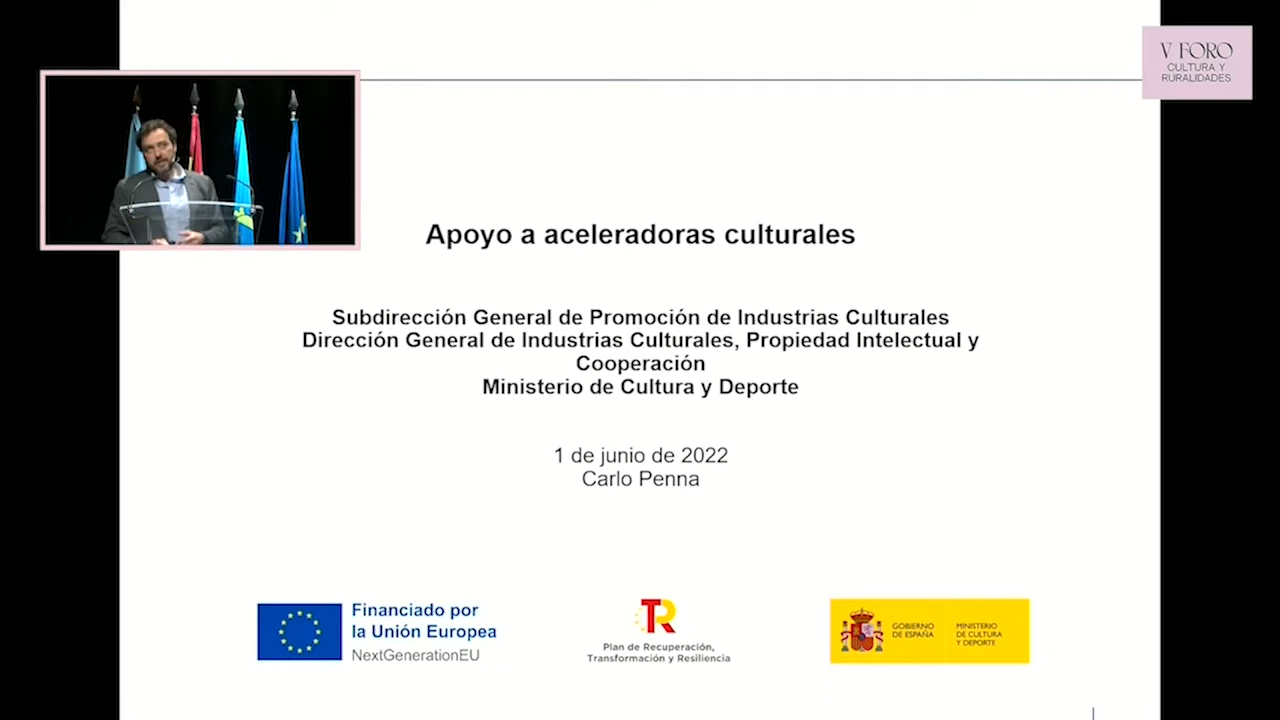 V FORO
CULTURA Y
RURALIDADES
Apoyo a aceleradoras culturales
Subdirección General de Promoción de Industrias Culturales
Dirección General de Industrias Culturales, Propiedad Intelectual y
Cooperación
Ministerio de Cultura y Deporte
1 de junio de 2022
Carlo Penna
Financiado por
la Unión Europea
NextGenerationEU
TR
Plan de Recuperación,
Transformación y Resiliencia
GOBIERNO
DE ESPAÑA
MINISTERIO
DE CULTURA
Y DEPORTE